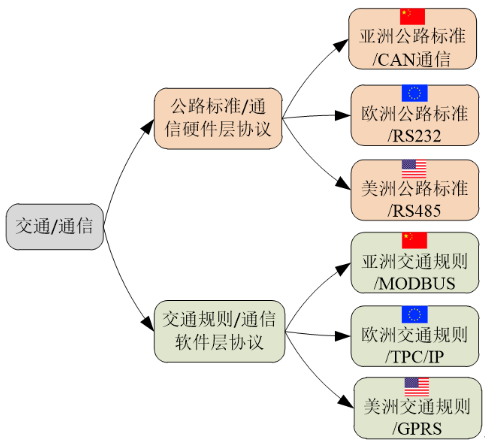 交通/通信
公路标准/通
信硬件层协议
亚洲公路标准
/CAN通信
欧洲公路标准
/RS232
美洲公路标准
/RS485
交通规则/通信
软件层协议
亚洲交通规则
/MODBUS
欧洲交通规则
/TPC/IP
美洲交通规则
/GPRS